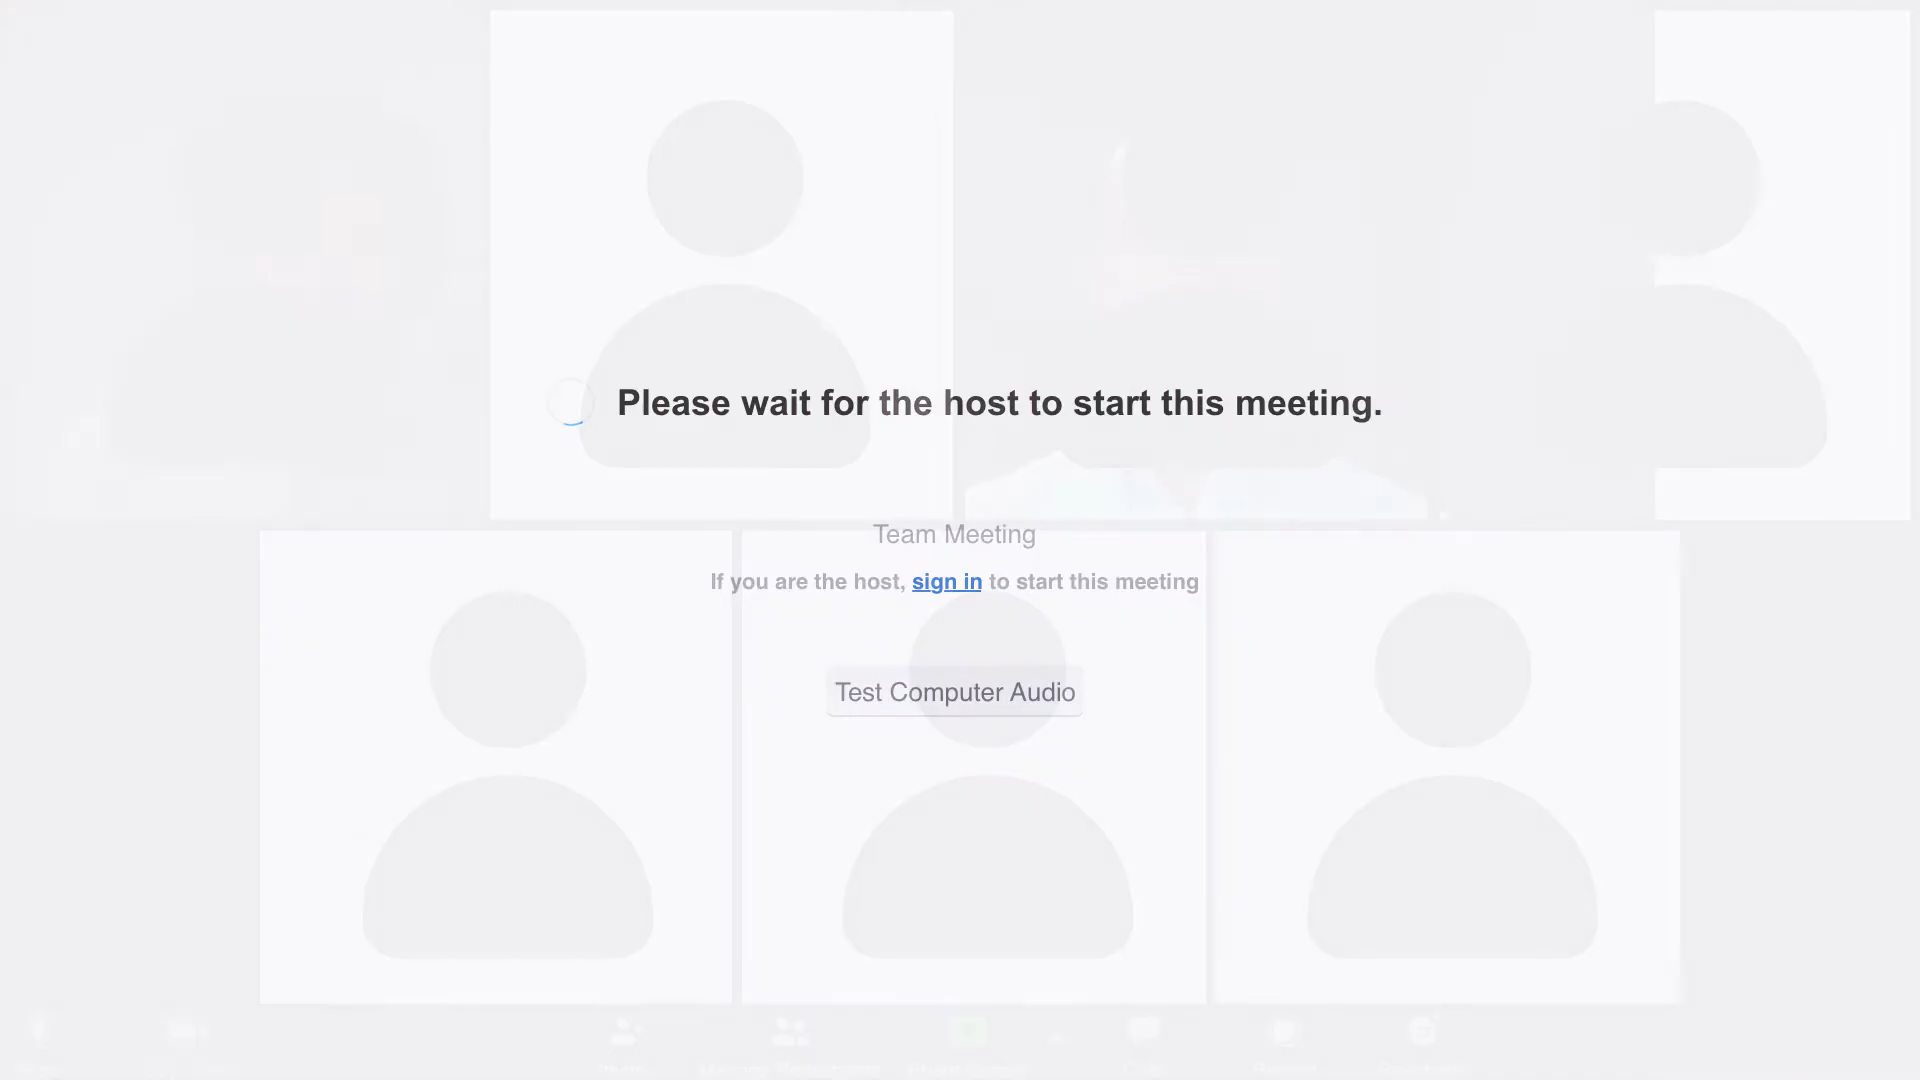 Please wait for the host to start this meeting.
Team Meeting
If you are the host, sign in to start this meeting
Test Computer Audio